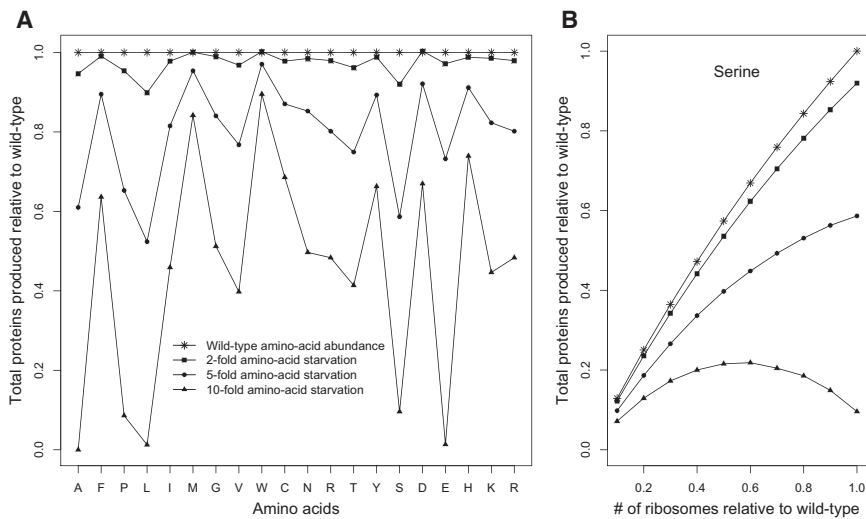 A
Total proteins produced relative to wild-type
0.0 0.2 0.4 0.6 0.8 1.0
Wild-type amino-acid abundance
2-fold amino-acid starvation
5-fold amino-acid starvation
10-fold amino-acid starvation
A F P L I M G V W C N R T Y S D E H K R
Amino acids
B
Total proteins produced relative to wild-type
0.0 0.2 0.4 0.6 0.8 1.0
Serine
0.2 0.4 0.6 0.8 1.0
# of ribosomes relative to wild-type